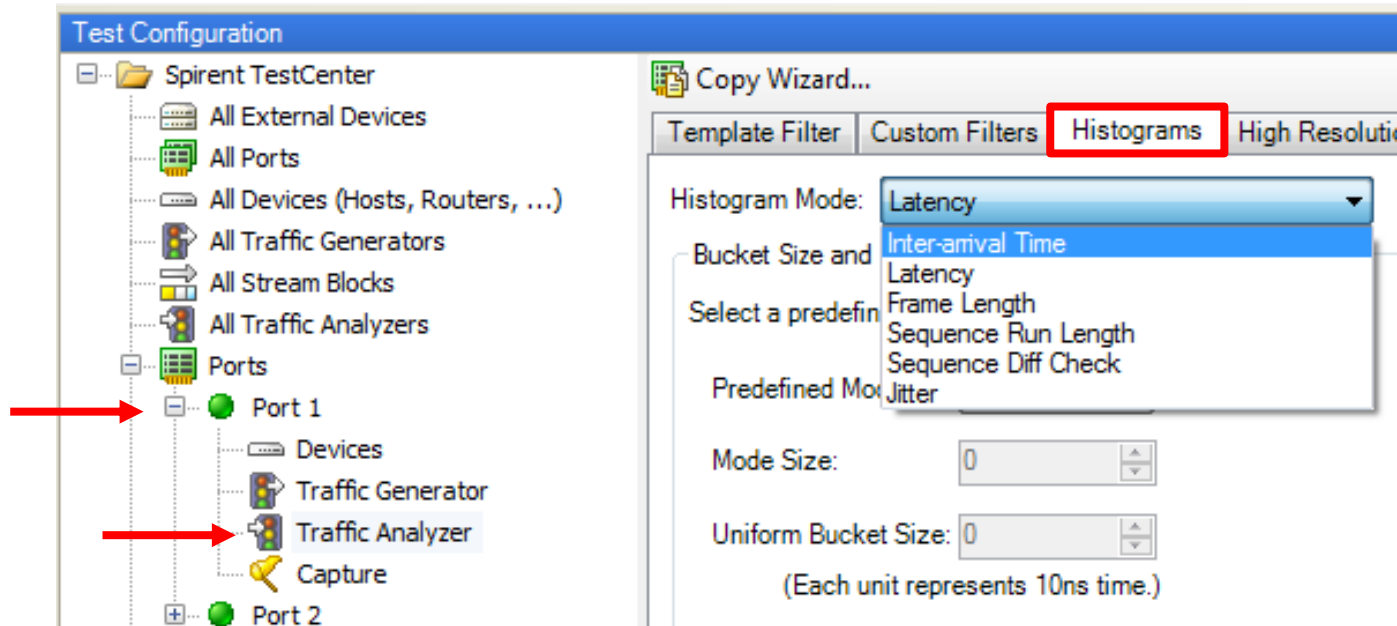 Test Configuration
Spirent TestCenter
All External Devices
All Ports
All Devices (Hosts, Routers, ...)
All Traffic Generators
All Stream Blocks
All Traffic Analyzers
Ports
Port 1
Devices
Traffic Generator
Traffic Analyzer
Capture
Port 2
Copy Wizard...
Template Filter Custom Filters Histograms High Resolutio
Histogram Mode: Latency
Inter-arrival Time
Latency
Frame Length
Sequence Run Length
Sequence Diff Check
Jitter
Bucket Size and
Select a predefin
Predefined Mod
Mode Size: 0
Uniform Bucket Size: 0
(Each unit represents 10ns time.)